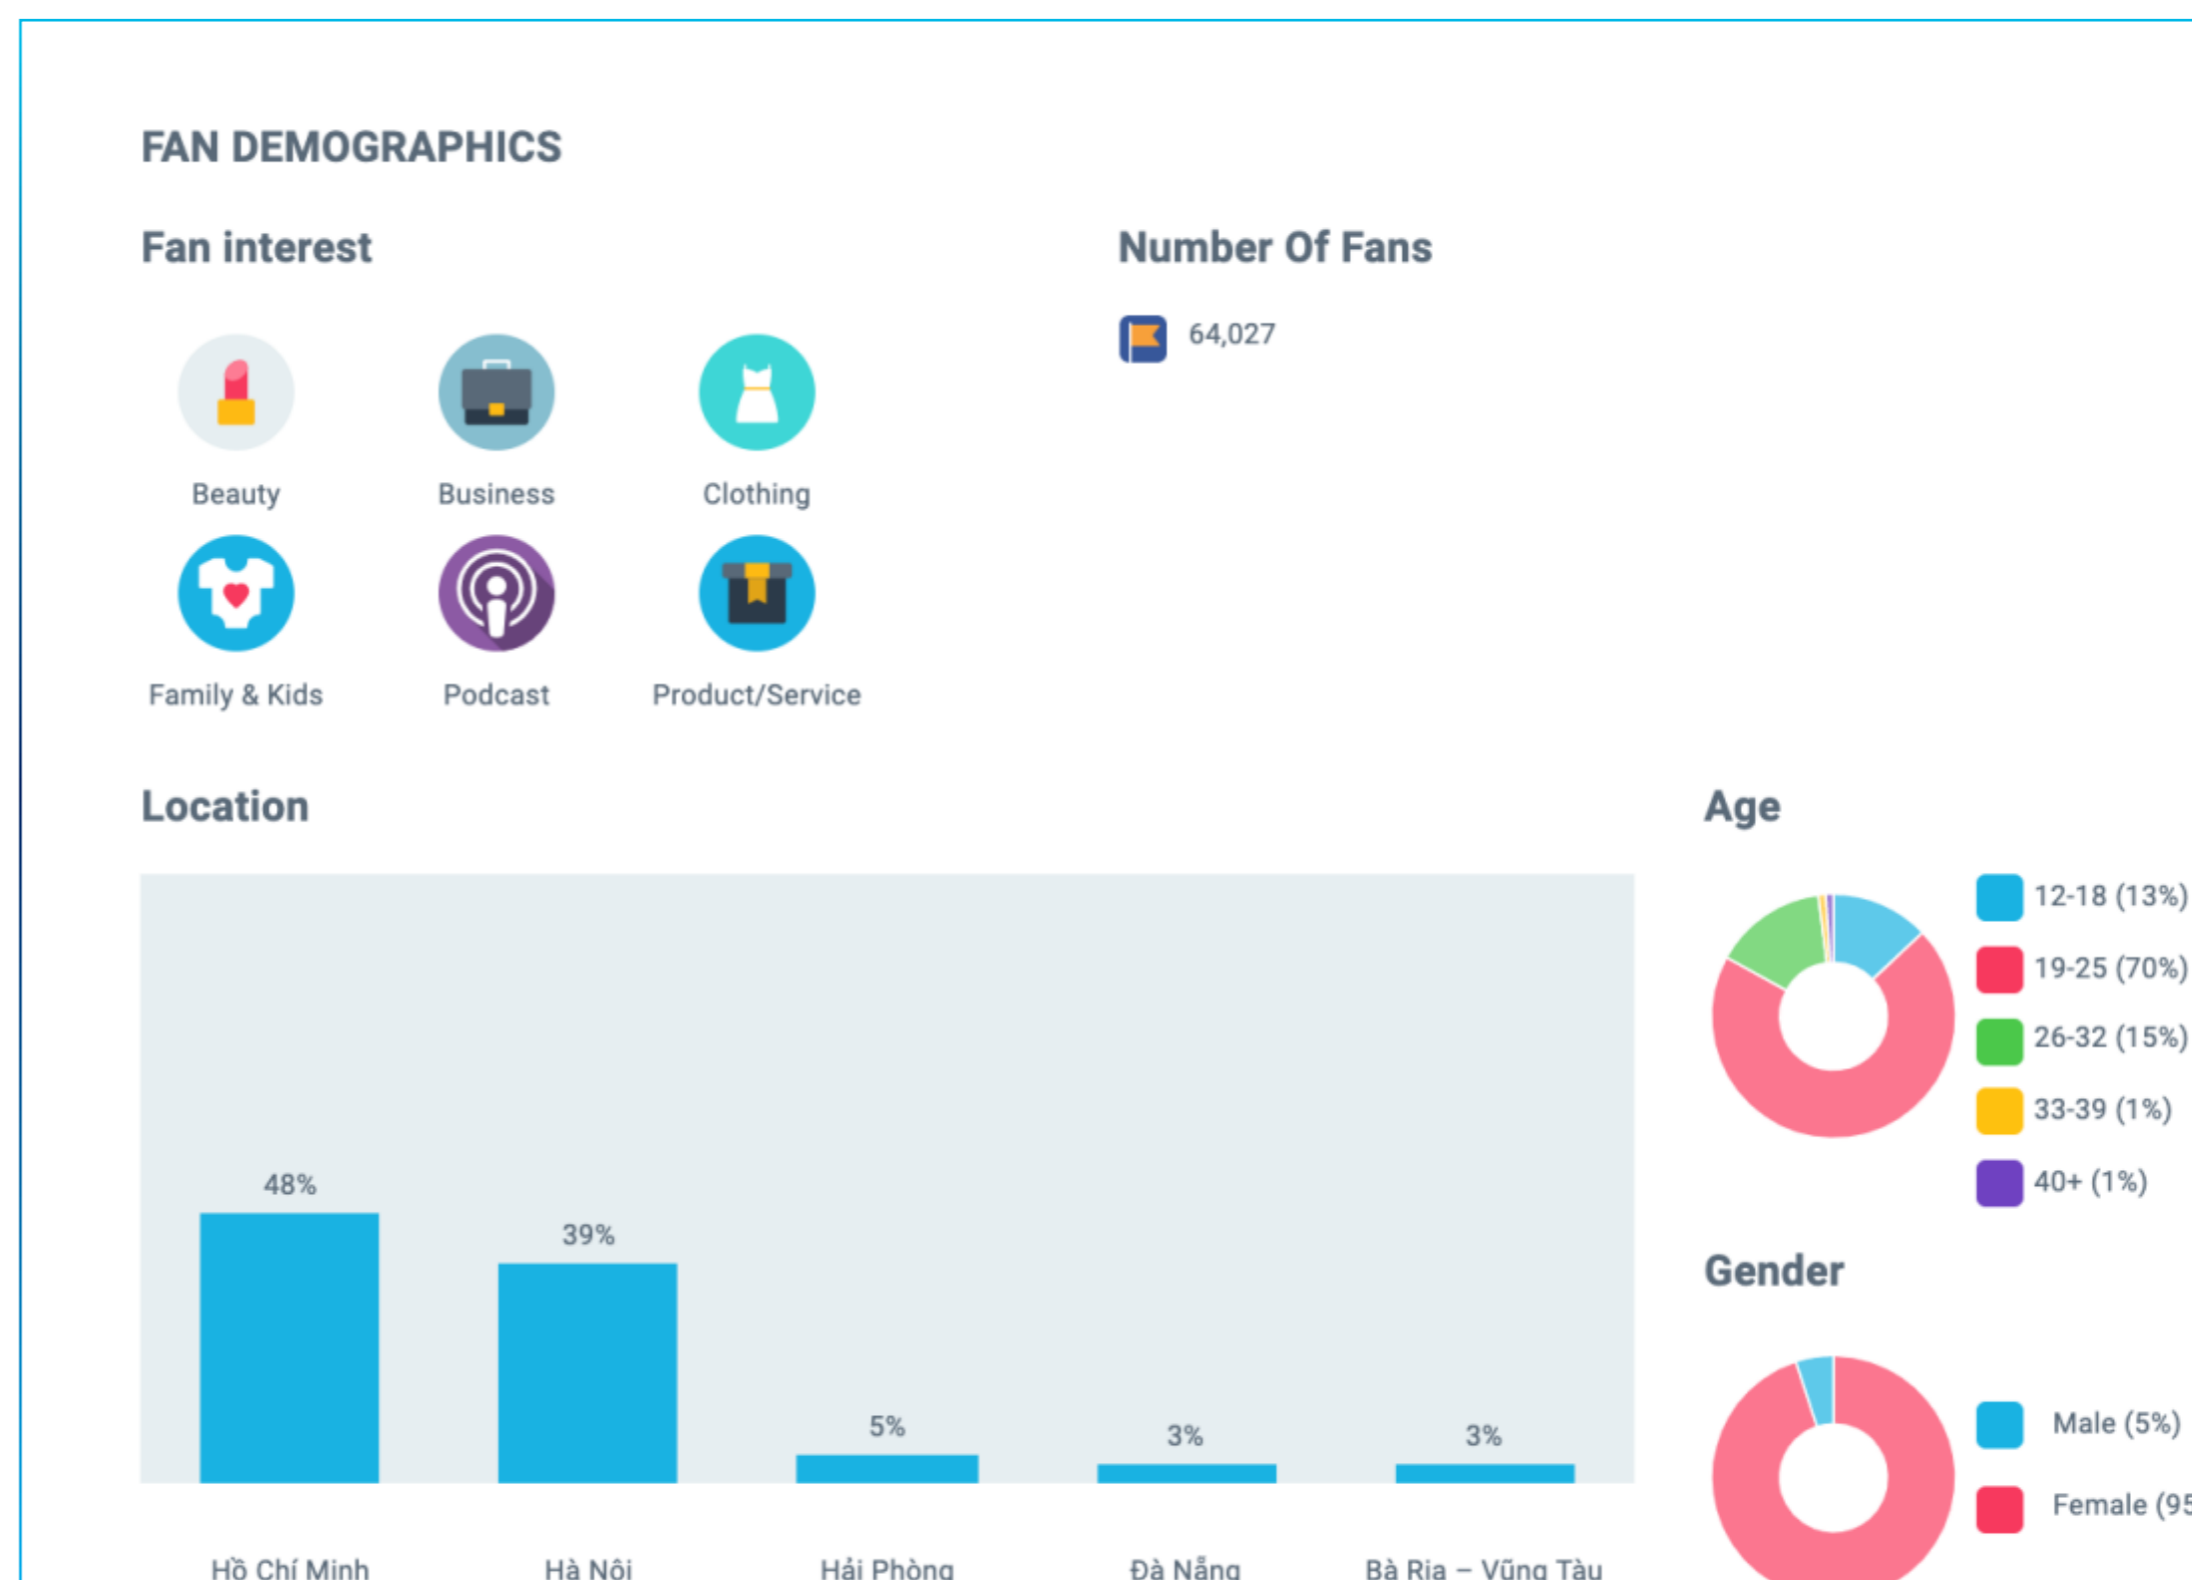 FAN DEMOGRAPHICS
Fan interest
Number Of Fans
64,027
Beauty
Business
Clothing
Family & Kids
Podcast
Product/Service
Location
Age
12-18 (13%)
19-25 (70%)
26-32 (15%)
33-39 (1%)
40+ (1%)
48%
39%
5%
3%
3%
Hồ Chí Minh
Hà Nội
Hải Phòng
Đà Nẵng
Bà Rịa – Vũng Tàu
Gender
Male (5%)
Female (95